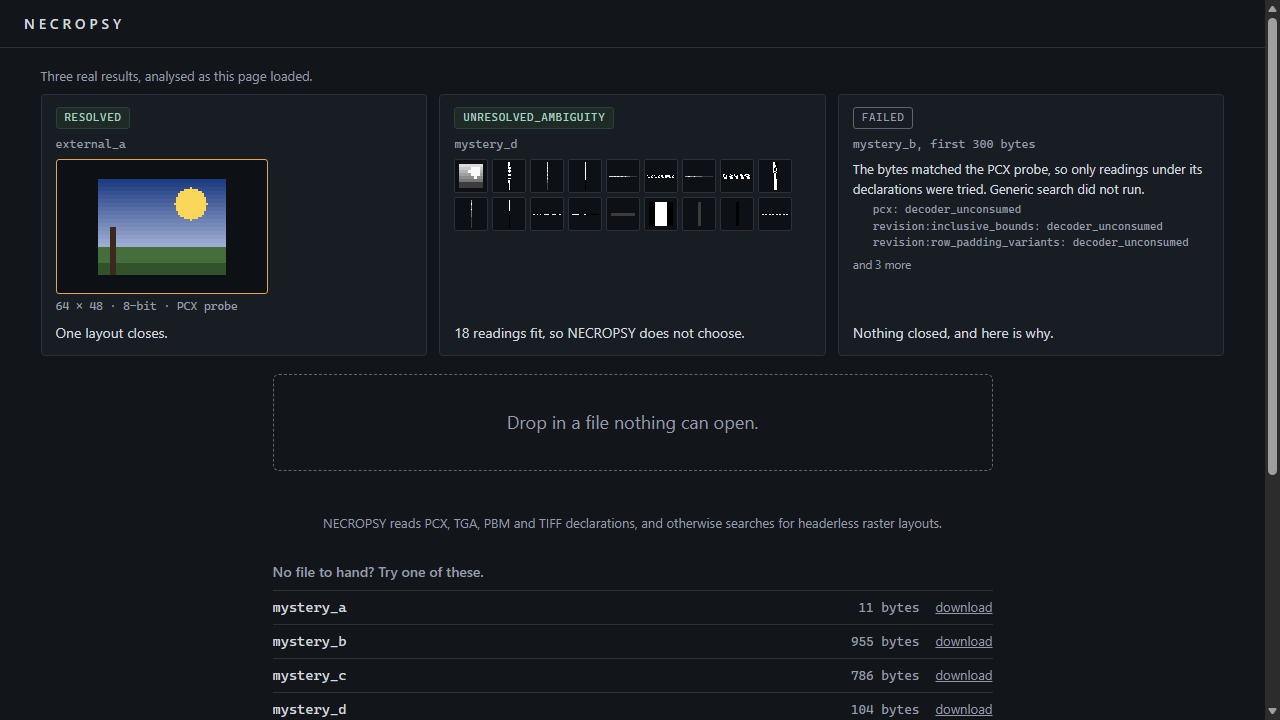 NECROPSY
Three real results, analysed as this page loaded.
RESOLVED
external_a
64 × 48 · 8-bit · PCX probe
One layout closes.
UNRESOLVED_AMBIGUITY
mystery_d
18 readings fit, so NECROPSY does not choose.
FAILED
mystery_b, first 300 bytes
The bytes matched the PCX probe, so only readings under its
declarations were tried. Generic search did not run.
pcx: decoder_unconsumed
revision:inclusive_bounds: decoder_unconsumed
revision:row_padding_variants: decoder_unconsumed
and 3 more
Nothing closed, and here is why.
Drop in a file nothing can open.
NECROPSY reads PCX, TGA, PBM and TIFF declarations, and otherwise searches for headerless raster layouts.
No file to hand? Try one of these.
mystery_a 11 bytes download
mystery_b 955 bytes download
mystery_c 786 bytes download
mystery_d 104 bytes download